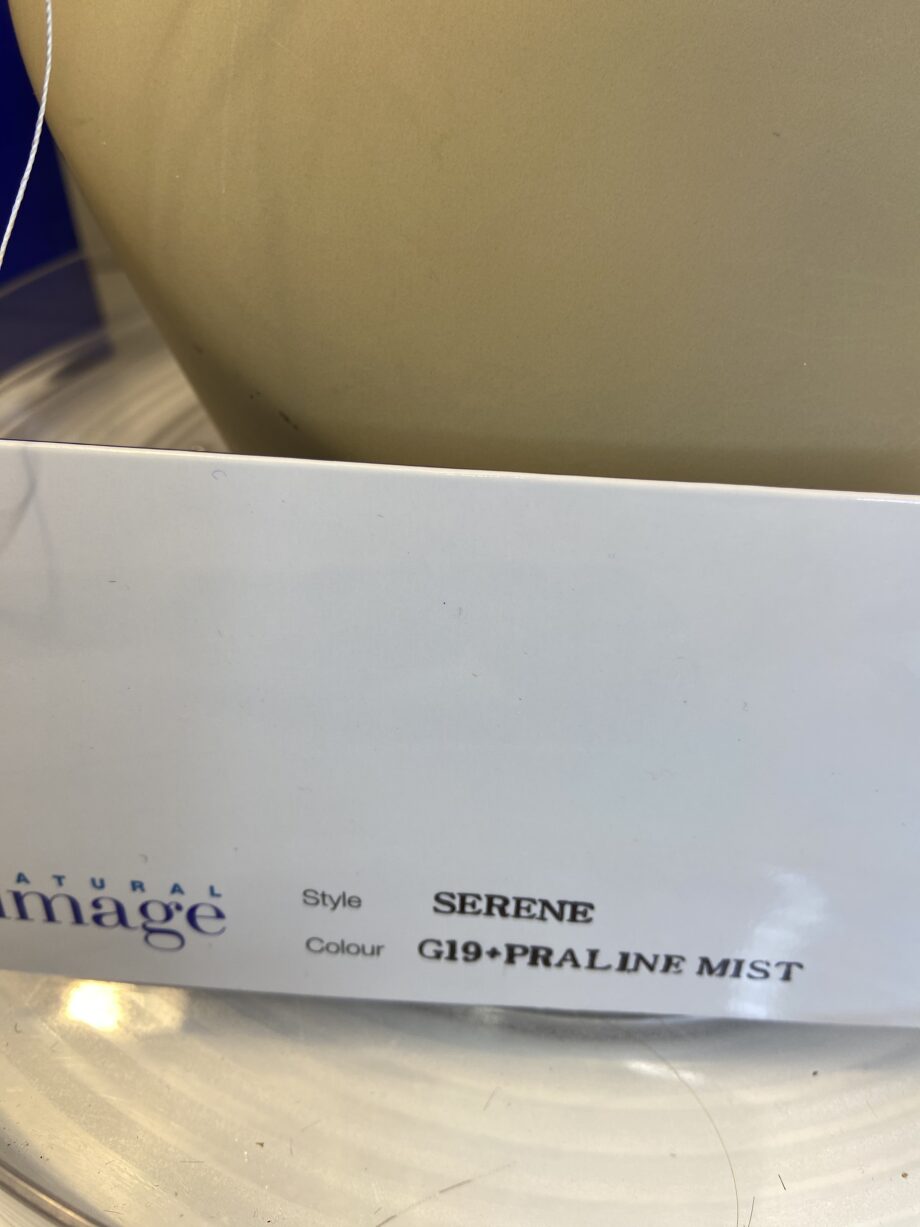 ATURAL
image
Style SERENE
Colour G19+PRALINE MIST